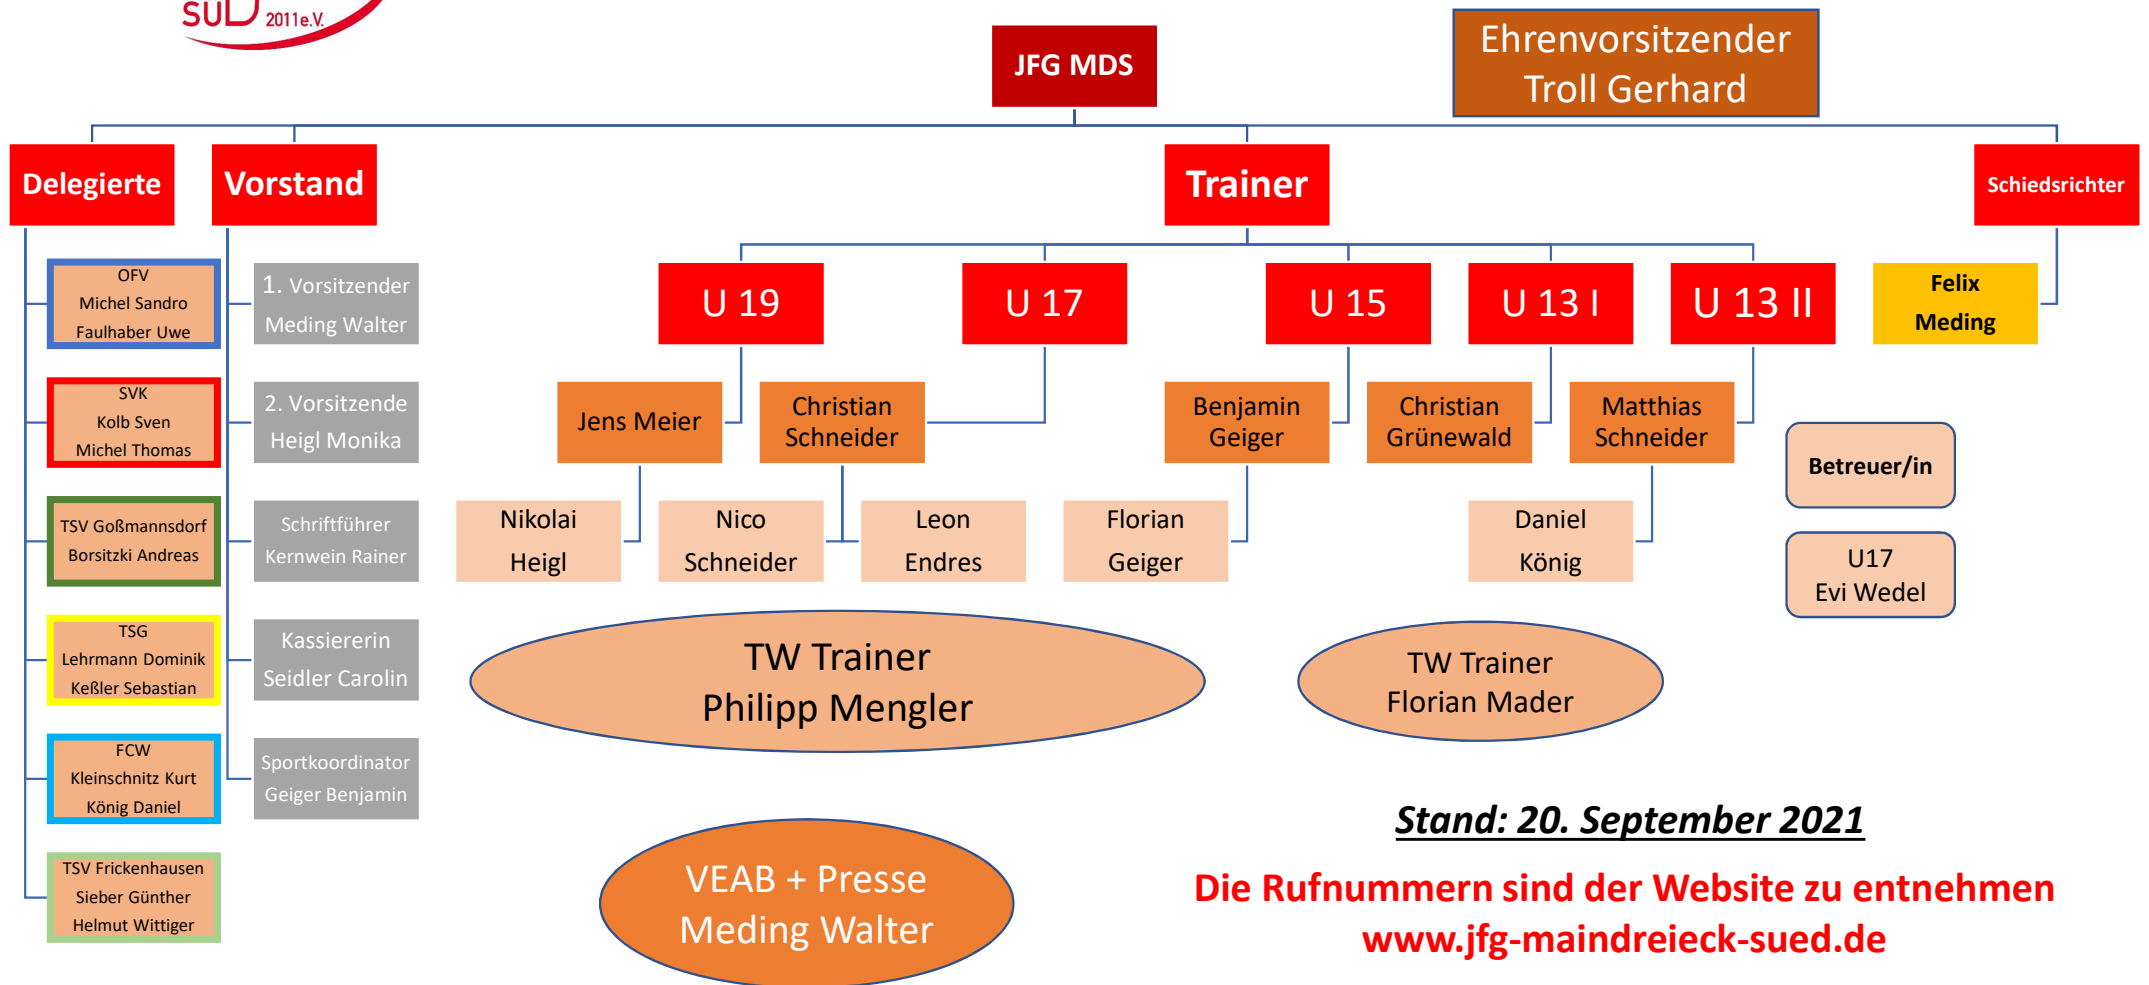 SÜD 2011e.V.
JFG MDS
Ehrenvorsitzender
Troll Gerhard
Delegierte
Vorstand
Trainer
Schiedsrichter
OFV
Michel Sandro
Faulhaber Uwe
SVK
Kolb Sven
Michel Thomas
TSV Goßmannsdorf
Borsitzki Andreas
TSG
Lehrmann Dominik
Keßler Sebastian
FCW
Kleinschnitz Kurt
König Daniel
TSV Frickenhausen
Sieber Günther
Helmut Wittiger
1. Vorsitzender
Meding Walter
2. Vorsitzende
Heigl Monika
Schriftführer
Kernwein Rainer
Kassiererin
Seidler Carolin
Sportkoordinator
Geiger Benjamin
U 19
U 17
U 15
U 13 I
U 13 II
Felix
Meding
Jens Meier
Christian
Schneider
Benjamin
Geiger
Christian
Grünewald
Matthias
Schneider
Nikolai
Heigl
Nico
Schneider
Leon
Endres
Florian
Geiger
Daniel
König
Betreuer/in
U17
Evi Wedel
TW Trainer
Philipp Mengler
TW Trainer
Florian Mader
VEAB + Presse
Meding Walter
Stand: 20. September 2021
Die Rufnummern sind der Website zu entnehmen
www.jfg-maindreieck-sued.de